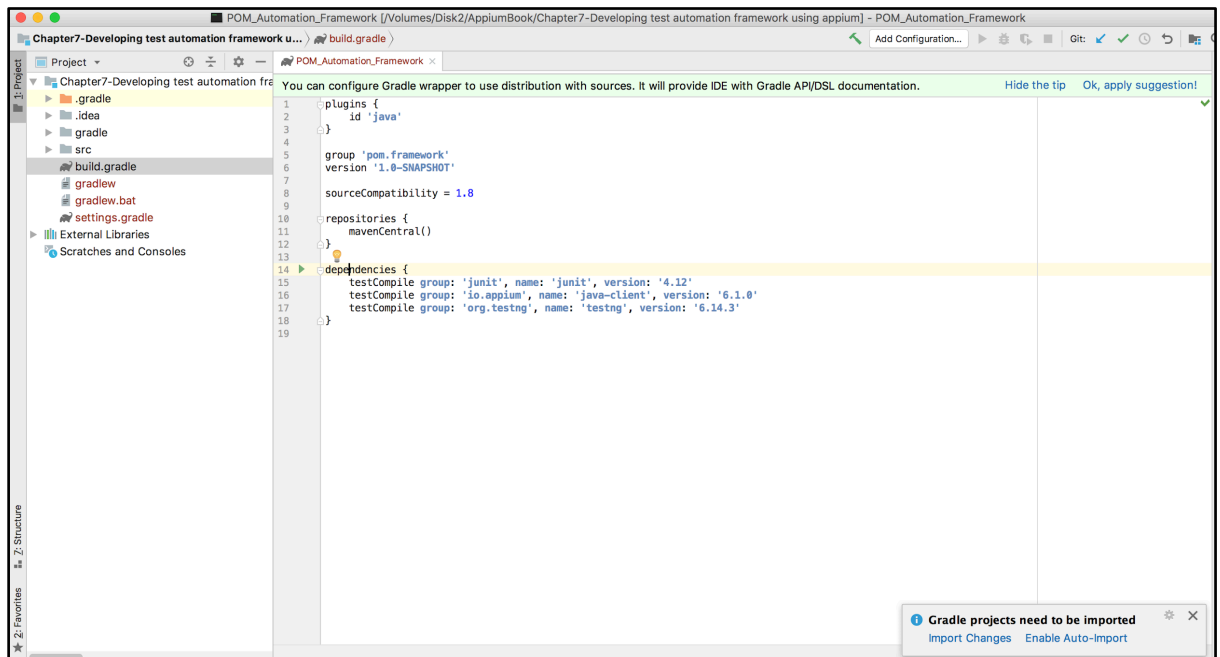 POM_Automation_Framework [/Volumes/Disk2/AppiumBook/Chapter7-Developing test automation framework using appium] - POM_Automation_Framework
Chapter7-Developing test automation framework u... build.gradle Add Configuration... Git:
1: Project
Project
Chapter7-Developing test automation fra
.gradle
.idea
gradle
src
build.gradle
gradlew
gradlew.bat
settings.gradle
External Libraries
Scratches and Consoles
POM_Automation_Framework
You can configure Gradle wrapper to use distribution with sources. It will provide IDE with Gradle API/DSL documentation. Hide the tip Ok, apply suggestion!
1 plugins {
2 id 'java'
3 }
4
5 group 'pom.framework'
6 version '1.0-SNAPSHOT'
7
8 sourceCompatibility = 1.8
9
10 repositories {
11 mavenCentral()
12 }
13
14 dependencies {
15 testCompile group: 'junit', name: 'junit', version: '4.12'
16 testCompile group: 'io.appium', name: 'java-client', version: '6.1.0'
17 testCompile group: 'org.testng', name: 'testng', version: '6.14.3'
18 }
19
Z: Structure
2: Favorites
Gradle projects need to be imported
Import Changes Enable Auto-Import